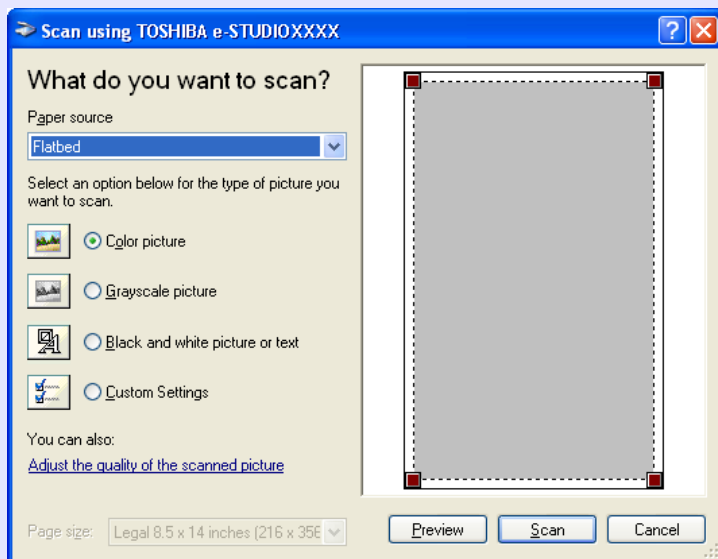 Scan using TOSHIBA e-STUDIOXXXX
What do you want to scan?
Paper source
Flatbed
Select an option below for the type of picture you
want to scan.
Color picture
Grayscale picture
Black and white picture or text
Custom Settings
You can also:
Adjust the quality of the scanned picture
Page size: Legal 8.5 x 14 inches (216 x 356
Preview Scan Cancel